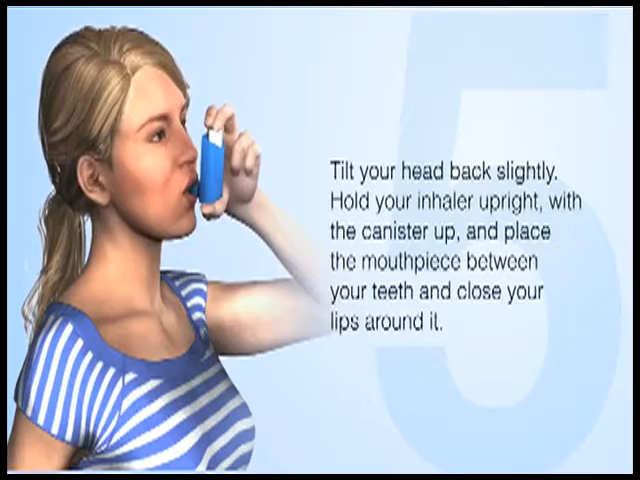 5
Tilt your head back slightly.
Hold your inhaler upright, with
the canister up, and place
the mouthpiece between
your teeth and close your
lips around it.